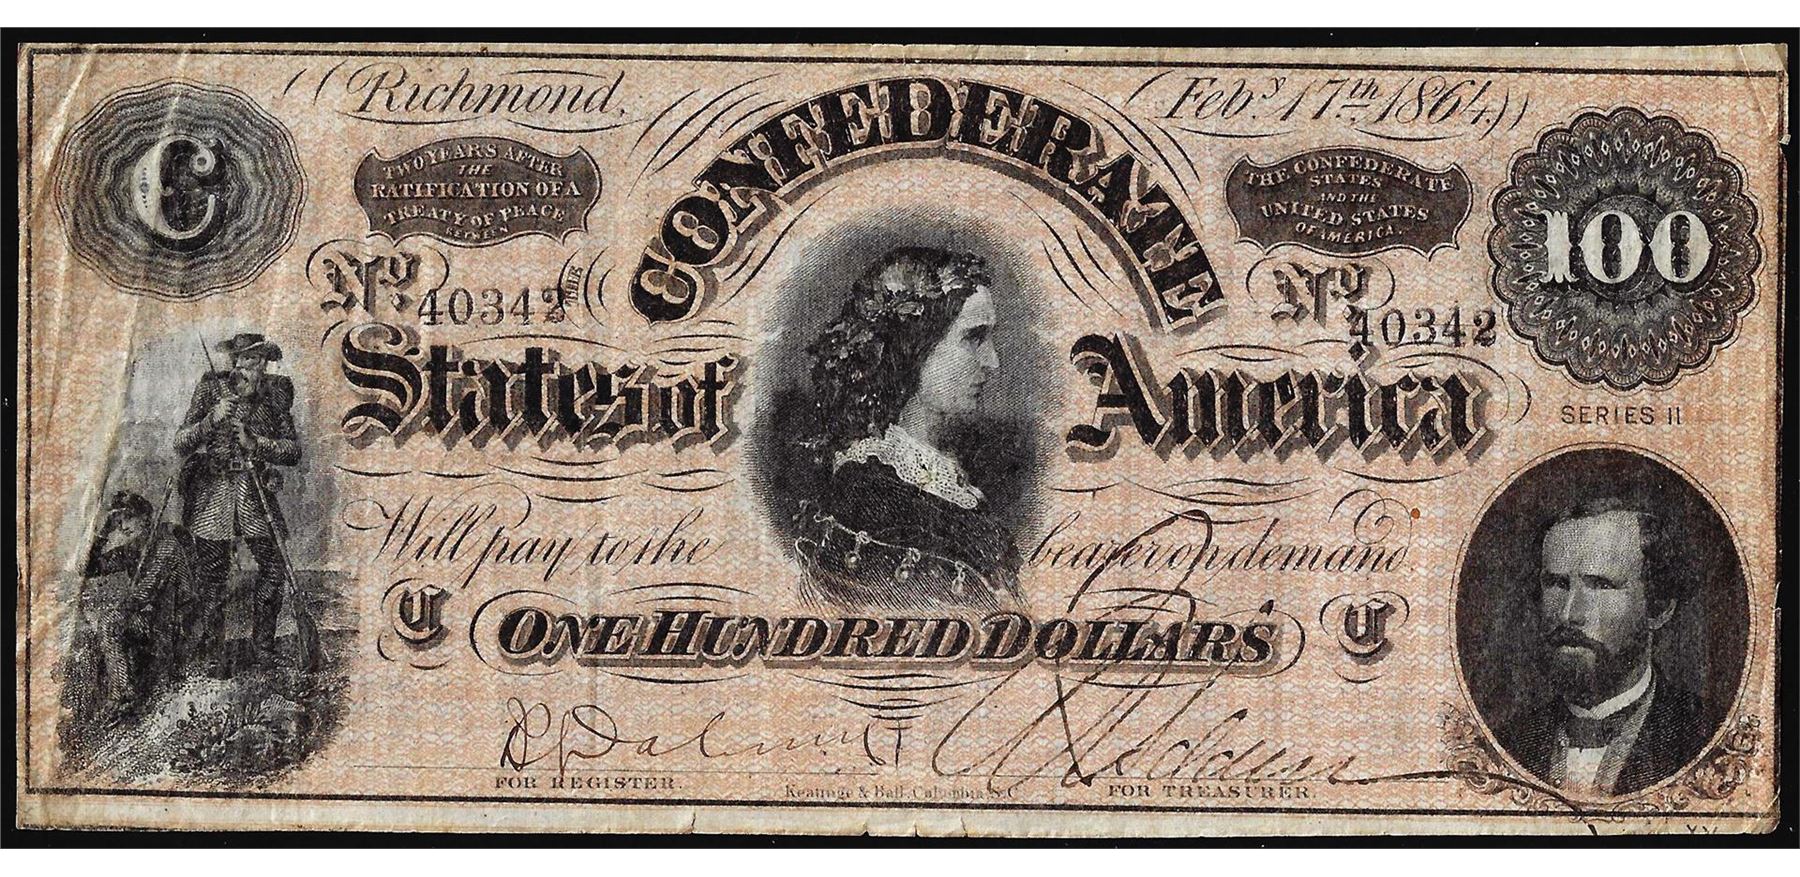 Richmond, Feb.y 17th 1864
C
TWO YEARS AFTER
THE
RATIFICATION OF A
TREATY OF PEACE
BETWEEN
THE CONFEDERATE
STATES
AND THE
UNITED STATES
OF AMERICA.
100
CONFEDERATE
No. 40342
No. 40342
States of America
SERIES II
Will pay to the bearer on demand
C ONE HUNDRED DOLLARS C
FOR REGISTER.
Keatinge & Ball, Columbia, S.C
FOR TREASURER.